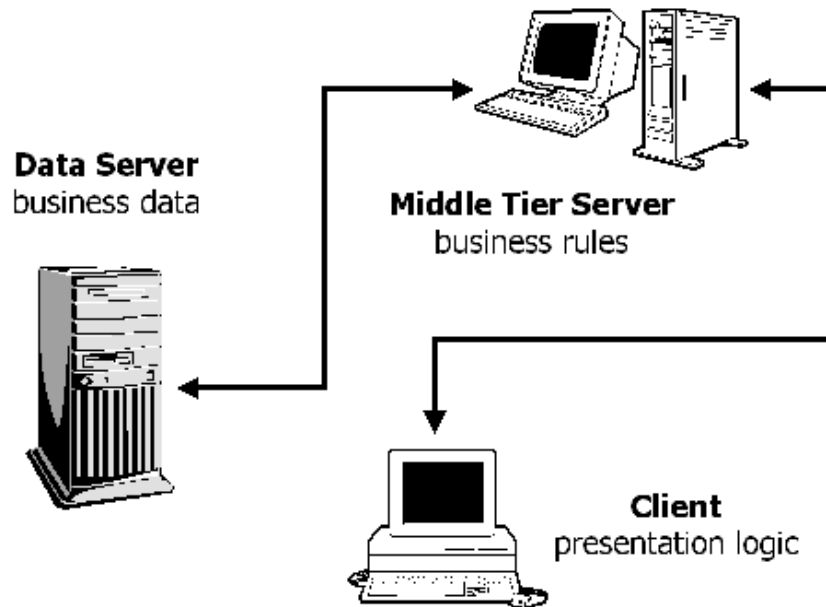 Data Server
business data
Middle Tier Server
business rules
Client
presentation logic